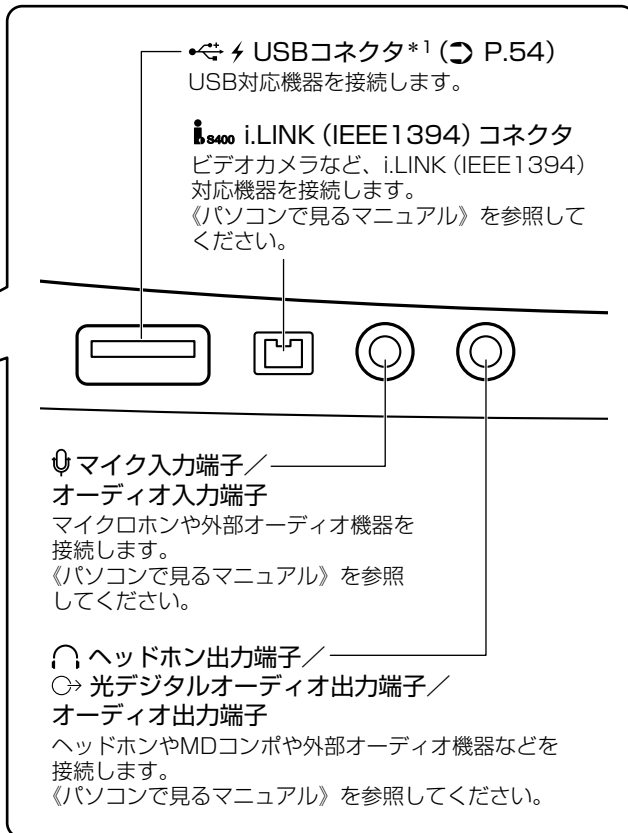 USBコネクタ*1 (P.54)
USB対応機器を接続します。
S400 i.LINK (IEEE1394) コネクタ
ビデオカメラなど、i.LINK (IEEE1394)
対応機器を接続します。
《パソコンで見るマニュアル》を参照して
ください。
マイク入力端子／
オーディオ入力端子
マイクロホンや外部オーディオ機器を
接続します。
《パソコンで見るマニュアル》を参照
してください。
ヘッドホン出力端子／
光デジタルオーディオ出力端子／
オーディオ出力端子
ヘッドホンやMDコンポや外部オーディオ機器などを
接続します。
《パソコンで見るマニュアル》を参照してください。